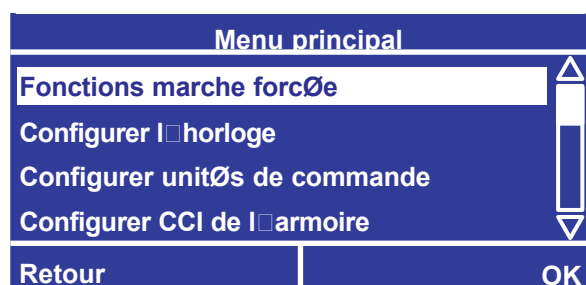 Menu principal
Fonctions marche forcØe
Configurer l□horloge
Configurer unitØs de commande
Configurer CCI de l□armoire
Retour OK